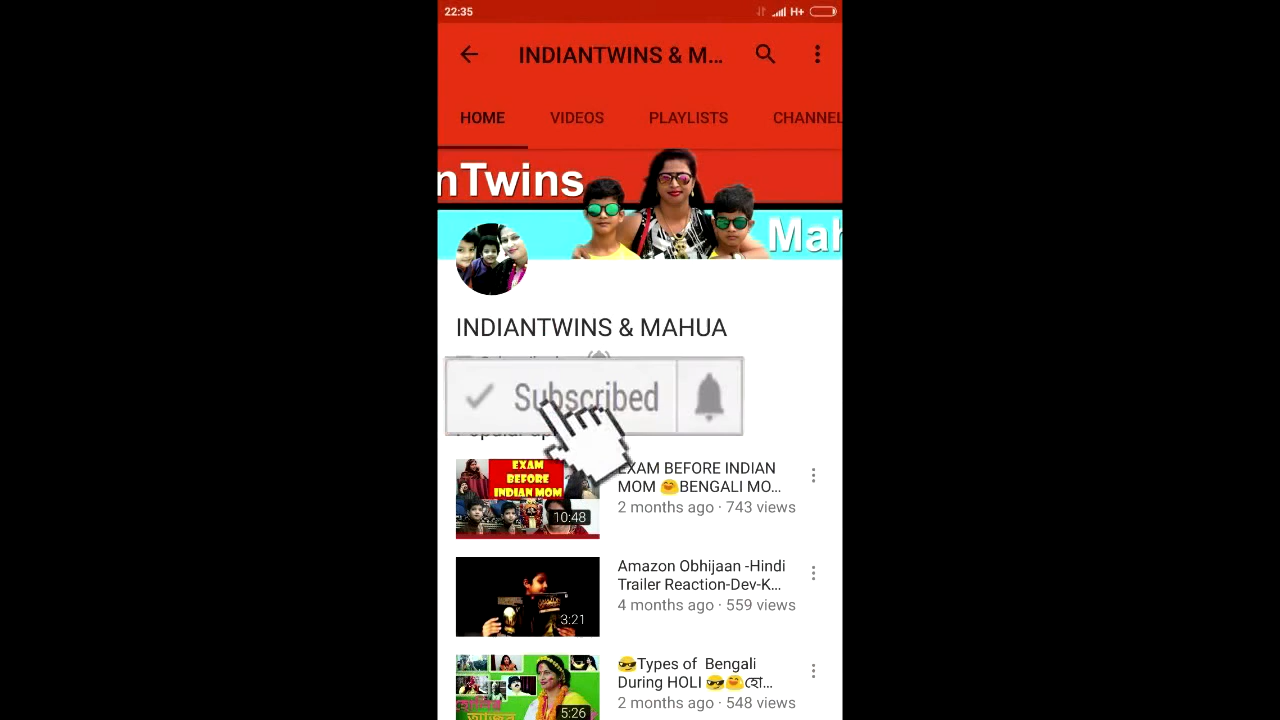 22:35
H+
INDIANTWINS & M...
HOME VIDEOS PLAYLISTS CHANNEL
nTwins
Mah
INDIANTWINS & MAHUA
Subscribed
EXAM
BEFORE
INDIAN MOM
10:48
EXAM BEFORE INDIAN
MOM 😊BENGALI MO...
2 months ago · 743 views
3:21
Amazon Obhijaan -Hindi
Trailer Reaction-Dev-K...
4 months ago · 559 views
হোলির
আজব
5:26
😎Types of Bengali
During HOLI 😎😊হো...
2 months ago · 548 views